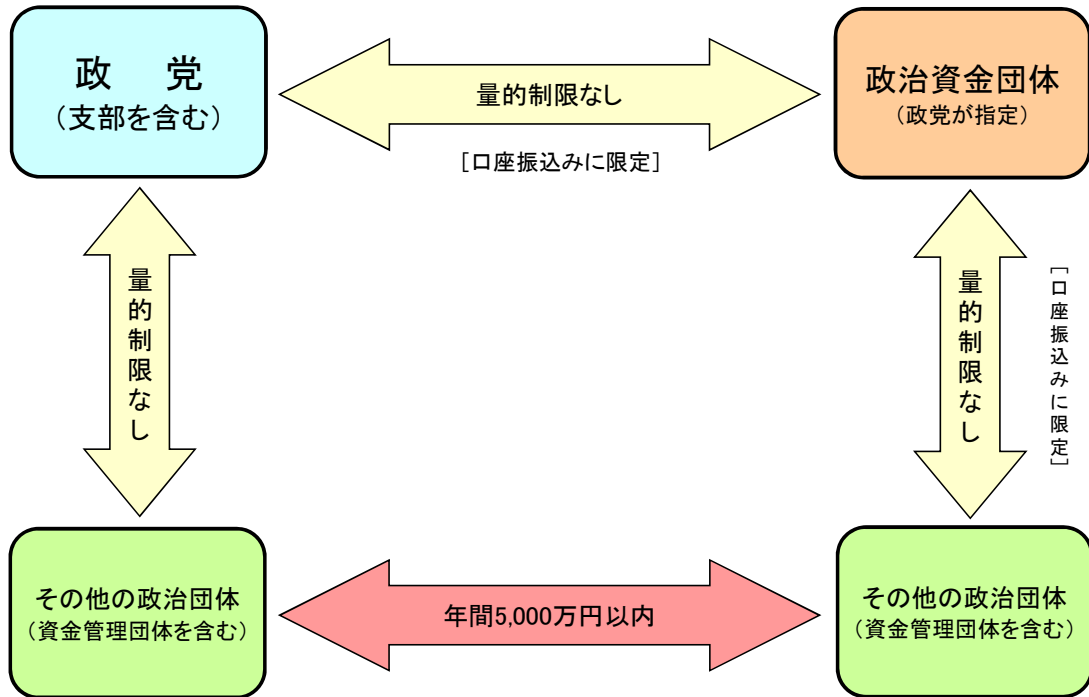 政　党
（支部を含む）
量的制限なし
［口座振込みに限定］
政治資金団体
（政党が指定）
量的制限なし
量的制限なし
［口座振込みに限定］
その他の政治団体
（資金管理団体を含む）
年間5,000万円以内
その他の政治団体
（資金管理団体を含む）